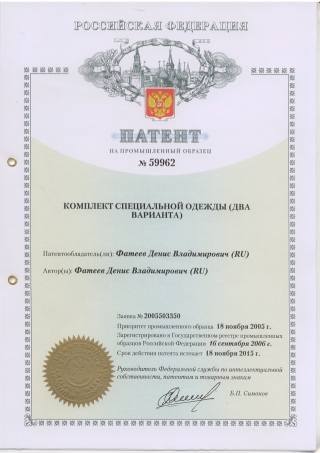 РОССИЙСКАЯ ФЕДЕРАЦИЯ
ПАТЕНТ
НА ПРОМЫШЛЕННЫЙ ОБРАЗЕЦ
№ 59962
КОМПЛЕКТ СПЕЦИАЛЬНОЙ ОДЕЖДЫ (ДВА
ВАРИАНТА)
Патентообладатель(ли): Фатеев Денис Владимирович (RU)
Автор(ы): Фатеев Денис Владимирович (RU)
Заявка № 2005503350
Приоритет промышленного образца 18 ноября 2005 г.
Зарегистрировано в Государственном реестре промышленных
образцов Российской Федерации 16 сентября 2006 г.
Срок действия патента истекает 18 ноября 2015 г.
Руководитель Федеральной службы по интеллектуальной
собственности, патентам и товарным знакам
Б.П. Симонов